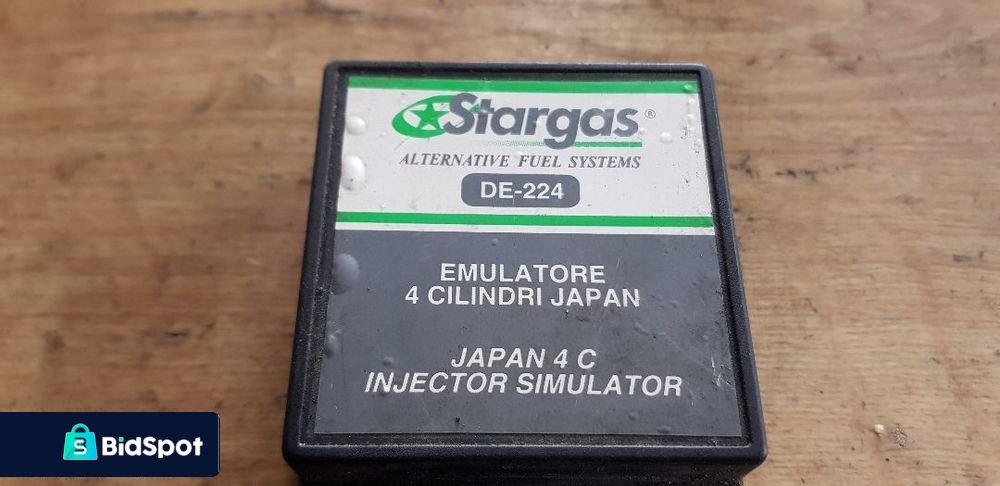 Stargas®
ALTERNATIVE FUEL SYSTEMS
DE-224
EMULATORE
4 CILINDRI JAPAN
JAPAN 4 C
INJECTOR SIMULATOR
S
BidSpot